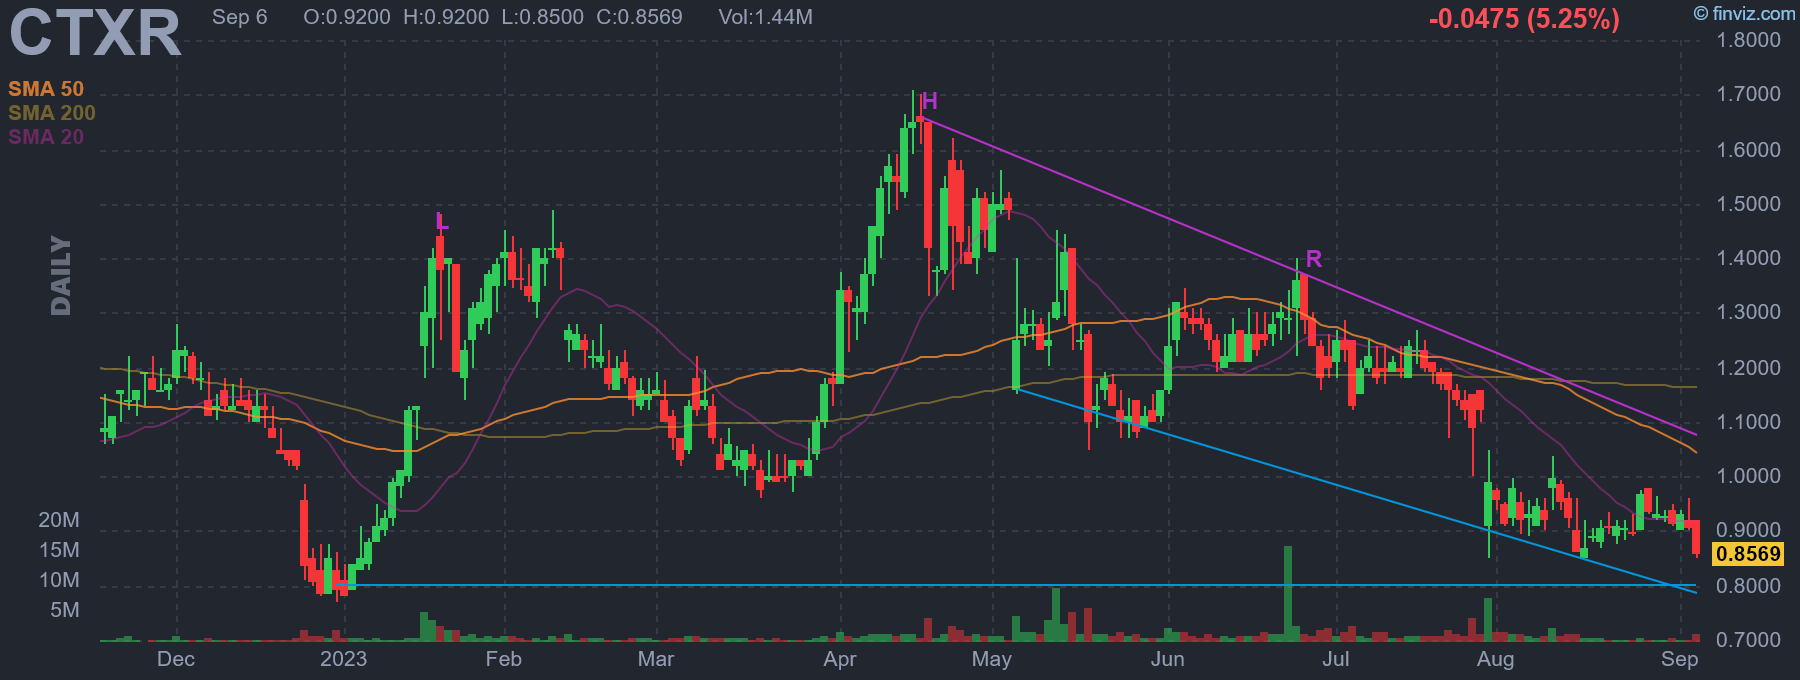 CTXR
Sep 6 O:0.9200 H:0.9200 L:0.8500 C:0.8569 Vol:1.44M
-0.0475 (5.25%)
© finviz.com
SMA 50
SMA 200
SMA 20
DAILY
L
H
R
1.8000
1.7000
1.6000
1.5000
1.4000
1.3000
1.2000
1.1000
1.0000
0.9000
0.8569
0.8000
0.7000
20M
15M
10M
5M
Dec 2023 Feb Mar Apr May Jun Jul Aug Sep